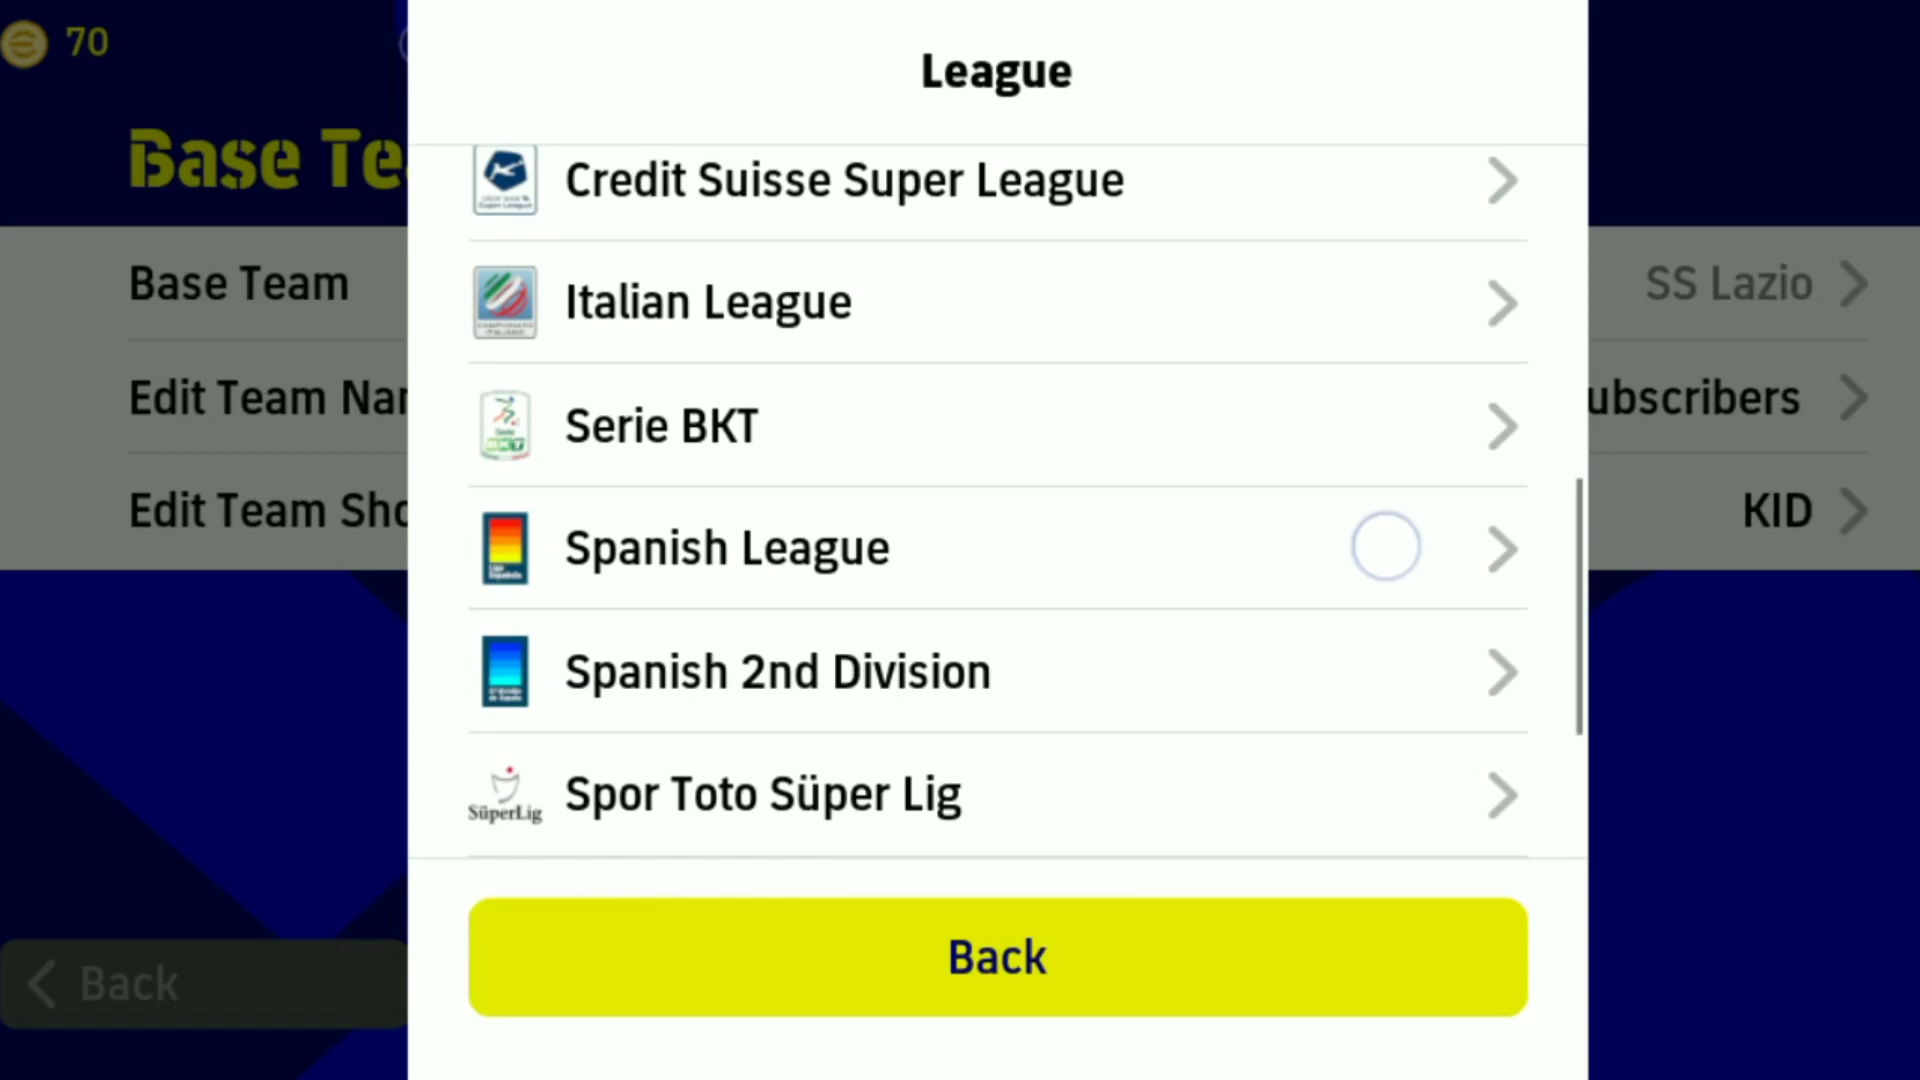 70
League
Base Te
Credit Suisse Super League
Base Team
SS Lazio
Italian League
Edit Team Nar
ubscribers
Serie BKT
BKT
Edit Team Sho
KID
Spanish League
Spanish 2nd Division
SüperLig
Spor Toto Süper Lig
Back
Back